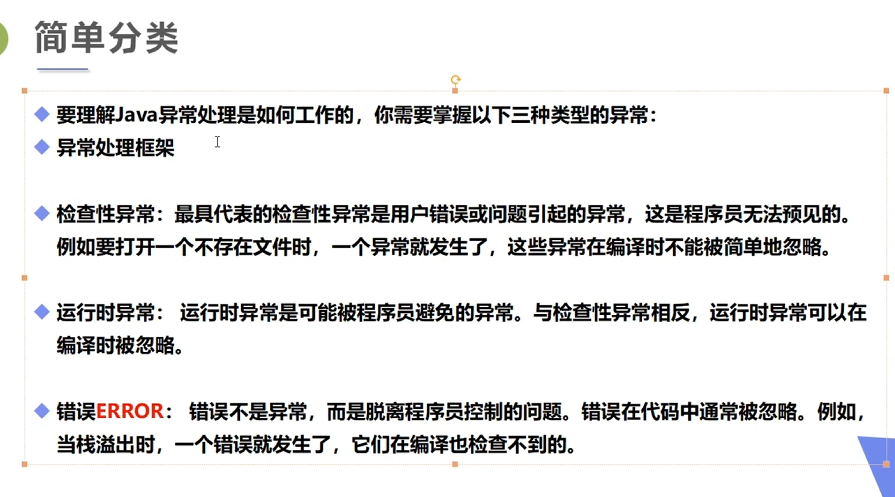 简单分类
要理解Java异常处理是如何工作的，你需要掌握以下三种类型的异常：
异常处理框架
检查性异常：最具代表的检查性异常是用户错误或问题引起的异常，这是程序员无法预见的。
例如要打开一个不存在文件时，一个异常就发生了，这些异常在编译时不能被简单地忽略。
运行时异常： 运行时异常是可能被程序员避免的异常。与检查性异常相反，运行时异常可以在
编译时被忽略。
错误ERROR： 错误不是异常，而是脱离程序员控制的问题。错误在代码中通常被忽略。例如，
当栈溢出时，一个错误就发生了，它们在编译也检查不到的。